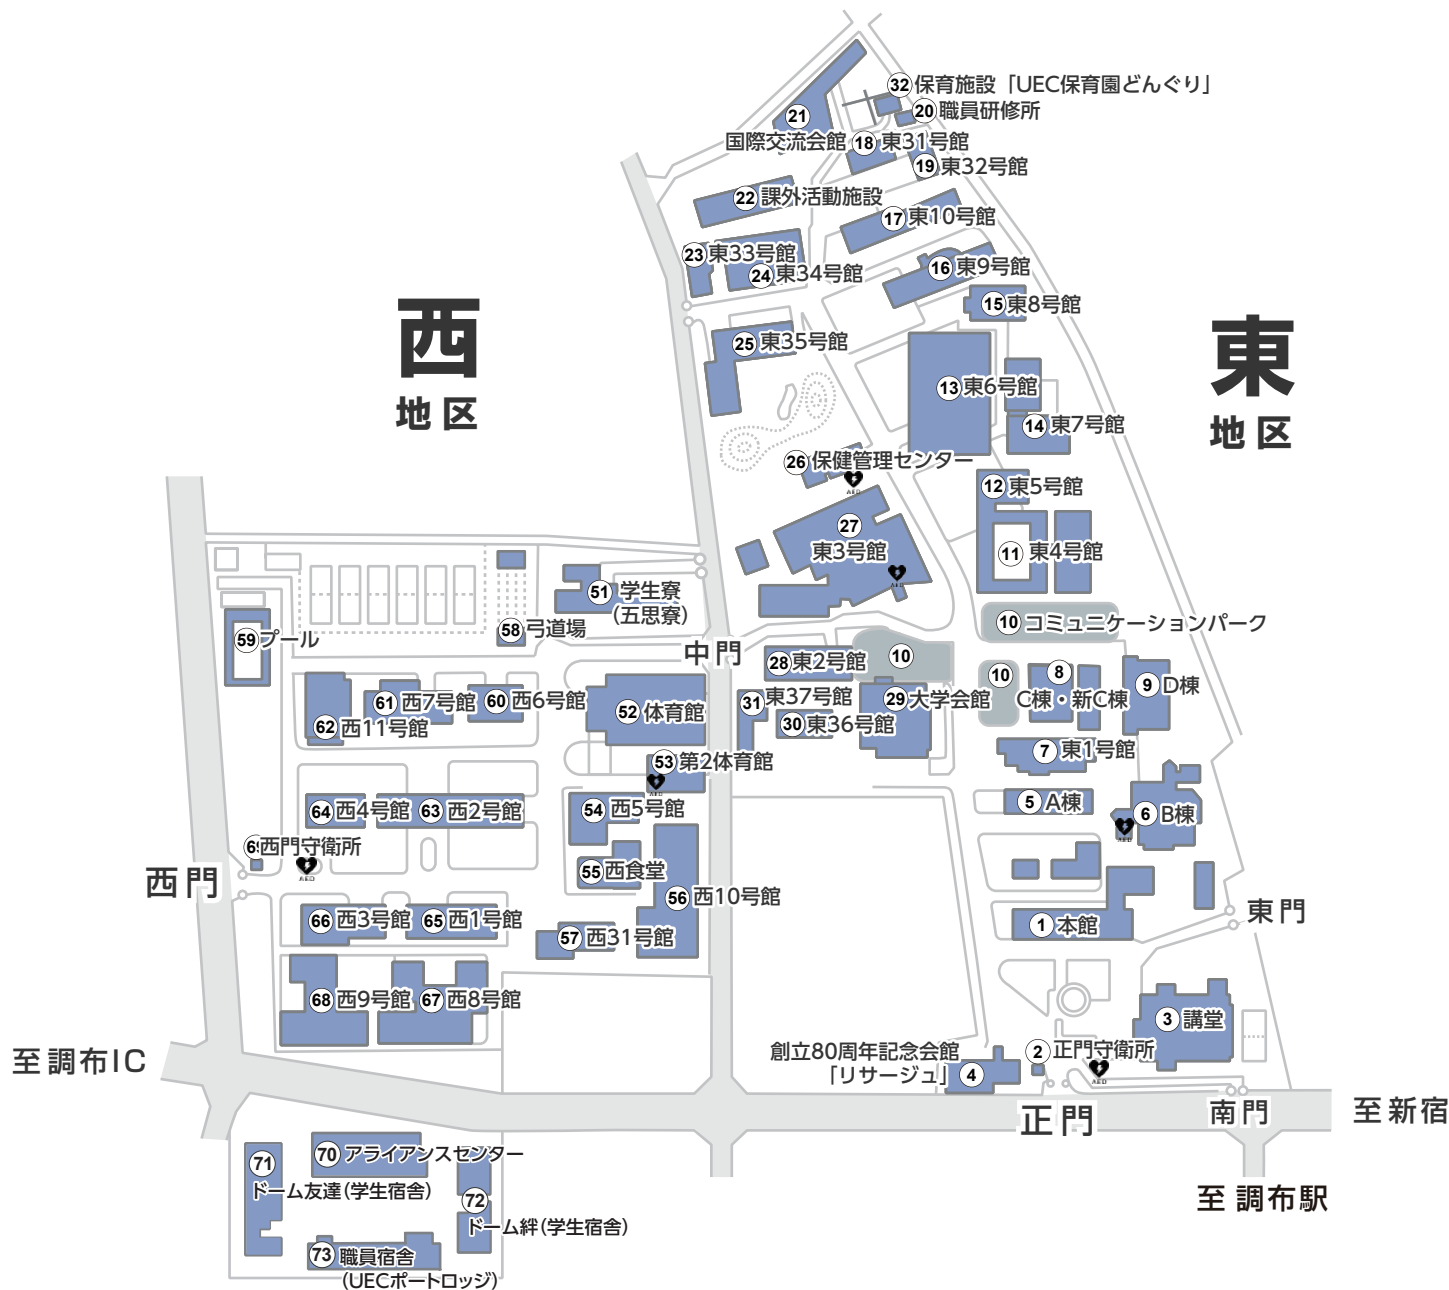 32 保育施設「UEC保育園どんぐり」
20 職員研修所
21
国際交流会館
18 東31号館
19 東32号館
22 課外活動施設
17 東10号館
23 東33号館
24 東34号館
16 東9号館
15 東8号館
西
地区
東
地区
25 東35号館
13 東6号館
14 東7号館
26 保健管理センター
AED
12 東5号館
27
東3号館
AED
11 東4号館
51 学生寮
(五思寮)
10 コミュニケーションパーク
58 弓道場
59 プール
中門
28 東2号館
10
10
8
C棟・新C棟
9 D棟
62 西11号館
61 西7号館
60 西6号館
52 体育館
31 東37号館
30 東36号館
29 大学会館
7 東1号館
53 第2体育館
64 西4号館
63 西2号館
54 西5号館
5 A棟
6 B棟
AED
69 西門守衛所
AED
西門
55 西食堂
56 西10号館
66 西3号館
65 西1号館
57 西31号館
1 本館
東門
68 西9号館
67 西8号館
3 講堂
至調布IC
創立80周年記念会館
「リサージュ」
4
2 正門守衛所
AED
正門
南門
至新宿
至調布駅
71
ドーム友達(学生宿舎)
70 アライアンスセンター
72
ドーム絆(学生宿舎)
73 職員宿舎
(UECポートロッジ)